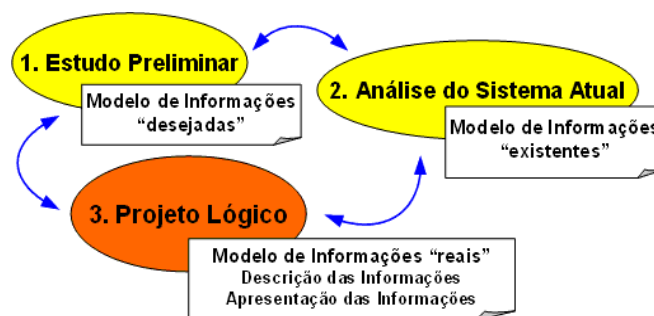 1. Estudo Preliminar
Modelo de Informações
“desejadas”
2. Análise do Sistema Atual
Modelo de Informações
“existentes”
3. Projeto Lógico
Modelo de Informações “reais”
Descrição das Informações
Apresentação das Informações